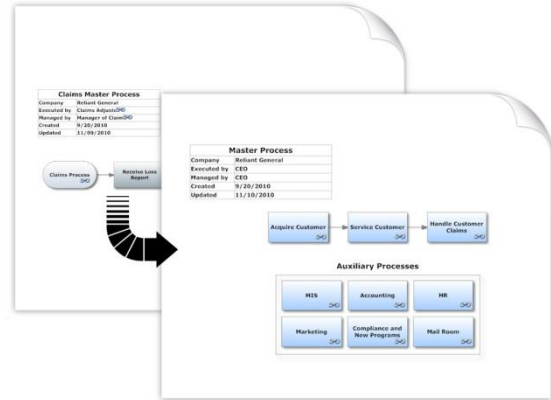 Claims Master Process
Company Reliant General
Executed by Claims Adjuste
Managed by Manager of Claim
Created 9/20/2010
Updated 11/09/2010
Claims Process
Receive Loss
Report
Master Process
Company Reliant General
Executed by CEO
Managed by CEO
Created 9/20/2010
Updated 11/10/2010
Acquire Customer
Service Customer
Handle Customer
Claims
Auxiliary Processes
MIS
Accounting
HR
Marketing
Compliance and
New Programs
Mail Room